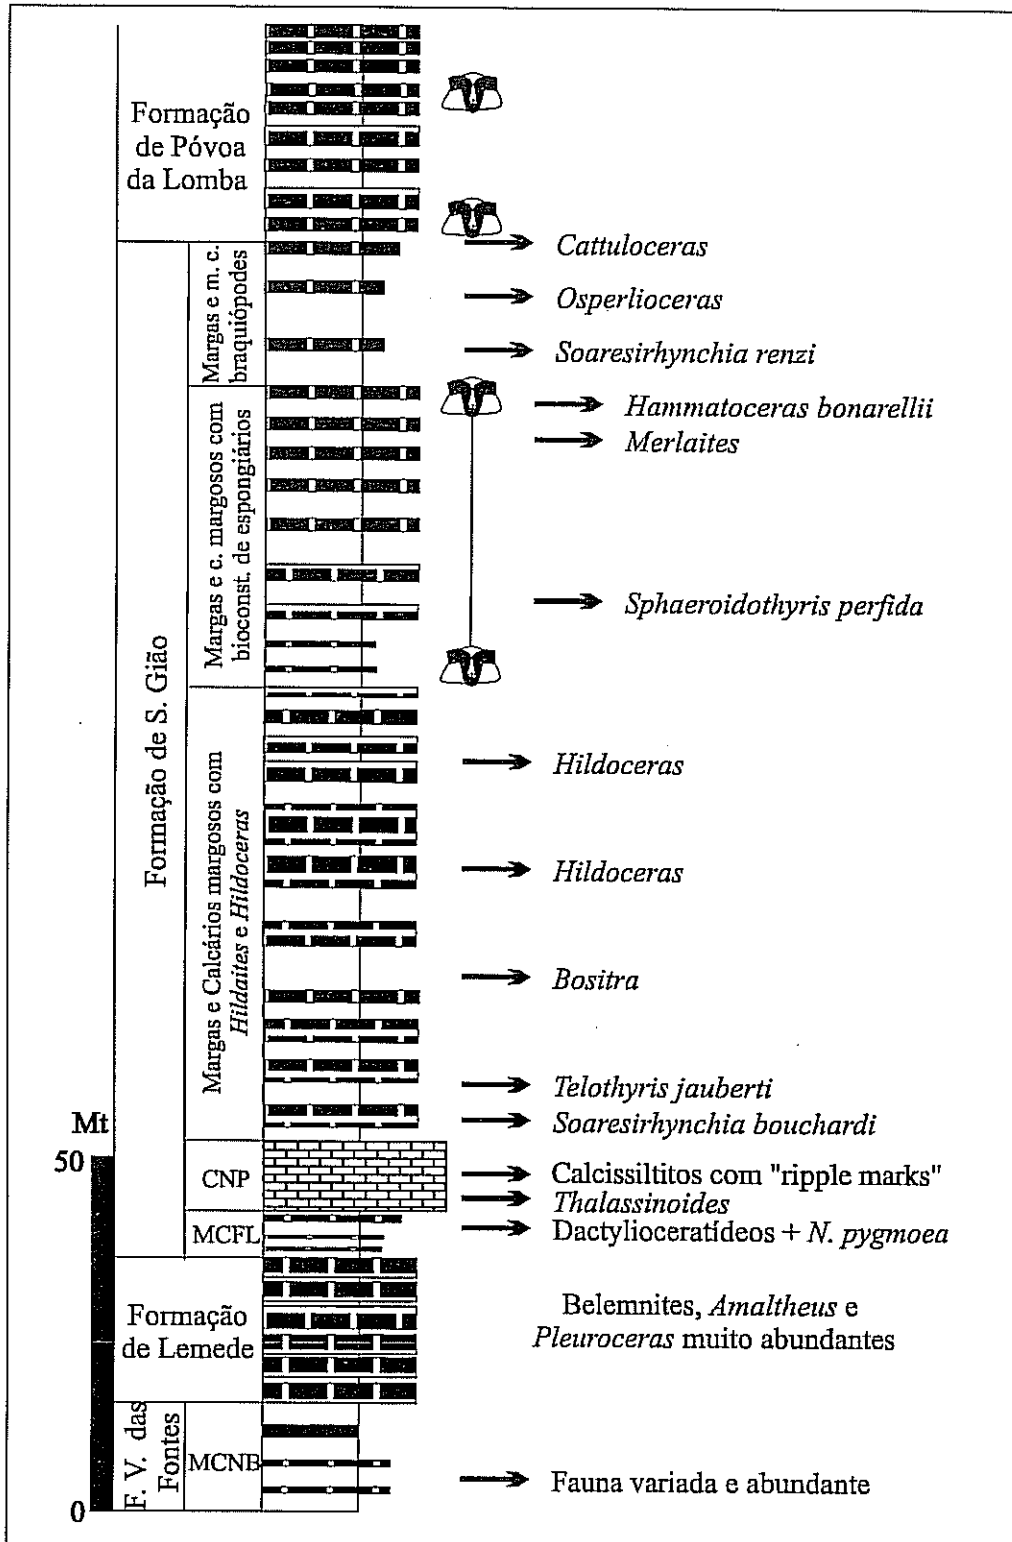 Formação
de Póvoa
da Lomba
Cattuloceras
Osperlioceras
Soaresirhynchia renzi
Margas e m. c.
braquiópodes
Hammatoceras bonarellii
Merlaites
Sphaeroidothyris perfida
Margas e c. margosos com
bioconst. de espongiários
Formação de S. Gião
Hildoceras
Hildoceras
Bositra
Telothyris jauberti
Soaresirhynchia bouchardi
Margas e Calcários margosos com
Hildaites e Hildoceras
Mt
50
CNP
Calcissiltitos com "ripple marks"
Thalassinoides
MCFL
Dactylioceratídeos + N. pygmoea
Formação
de Lemede
Belemnites, Amaltheus e
Pleuroceras muito abundantes
F. V. das
Fontes
MCNB
Fauna variada e abundante
0